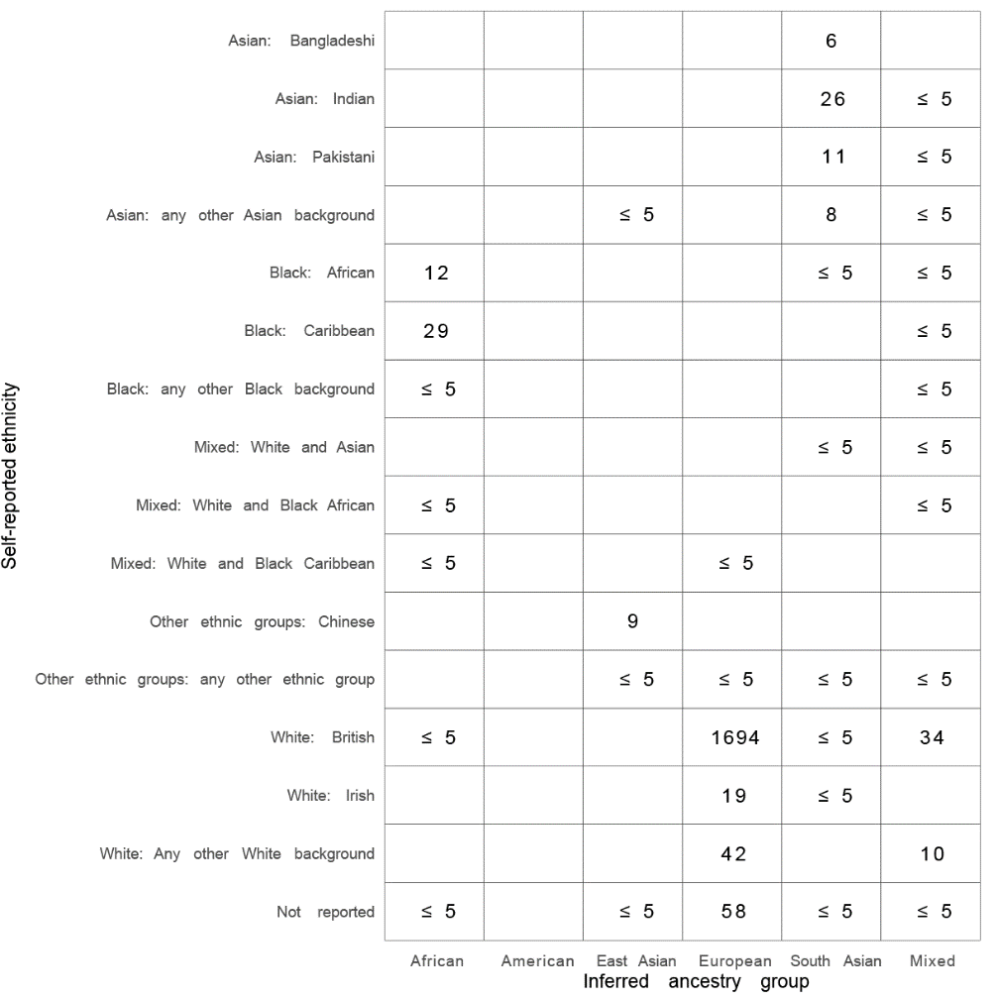 Asian: Bangladeshi 6
Asian: Indian 26 ≤ 5
Asian: Pakistani 11 ≤ 5
Asian: any other Asian background ≤ 5 8 ≤ 5
Black: African 12 ≤ 5 ≤ 5
Black: Caribbean 29 ≤ 5
Black: any other Black background ≤ 5 ≤ 5
Mixed: White and Asian ≤ 5 ≤ 5
Mixed: White and Black African ≤ 5 ≤ 5
Mixed: White and Black Caribbean ≤ 5 ≤ 5
Other ethnic groups: Chinese 9
Other ethnic groups: any other ethnic group ≤ 5 ≤ 5 ≤ 5 ≤ 5
White: British ≤ 5 1694 ≤ 5 34
White: Irish 19 ≤ 5
White: Any other White background 42 10
Not reported ≤ 5 ≤ 5 58 ≤ 5 ≤ 5
African American East Asian European South Asian Mixed
Inferred ancestry group
Self-reported ethnicity